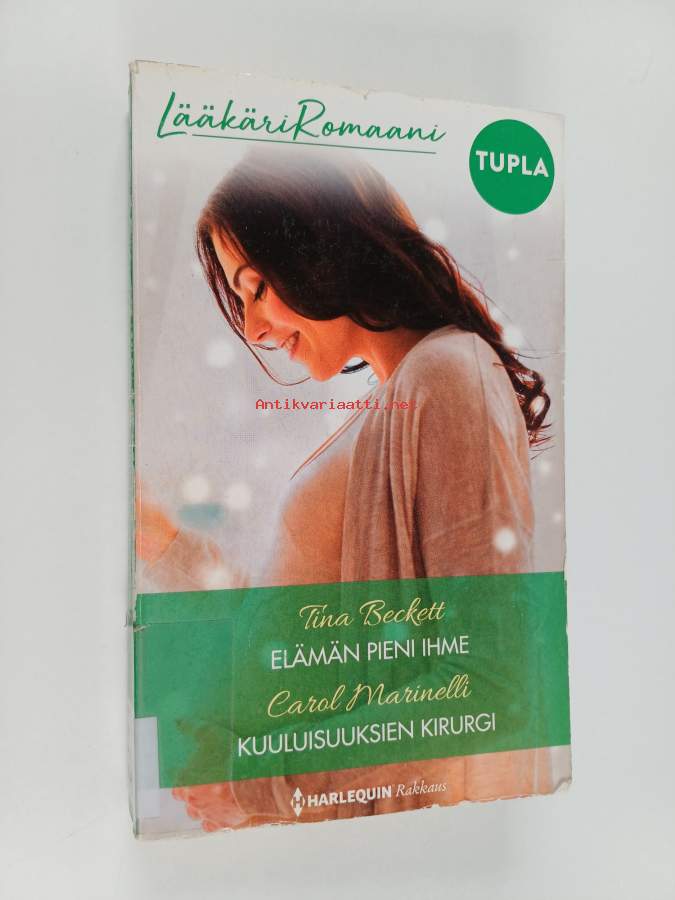 LääkäriRomaani
TUPLA
Antikvariaatti.net
Tina Beckett
ELÄMÄN PIENI IHME
Carol Marinelli
KUULUISUUKSIEN KIRURGI
HARLEQUIN Rakkaus